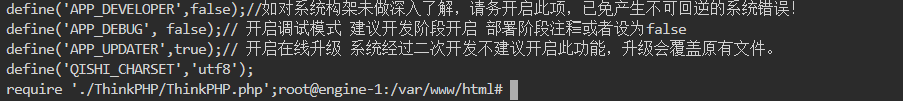 define('APP_DEVELOPER',false);//如对系统构架未做深入了解，请务开启此项，已免产生不可回逆的系统错误!
define('APP_DEBUG', false);// 开启调试模式 建议开发阶段开启 部署阶段注释或者设为false
define('APP_UPDATER',true);// 开启在线升级 系统经过二次开发不建议开启此功能，升级会覆盖原有文件。
define('QISHI_CHARSET','utf8');
require './ThinkPHP/ThinkPHP.php';root@engine-1:/var/www/html#